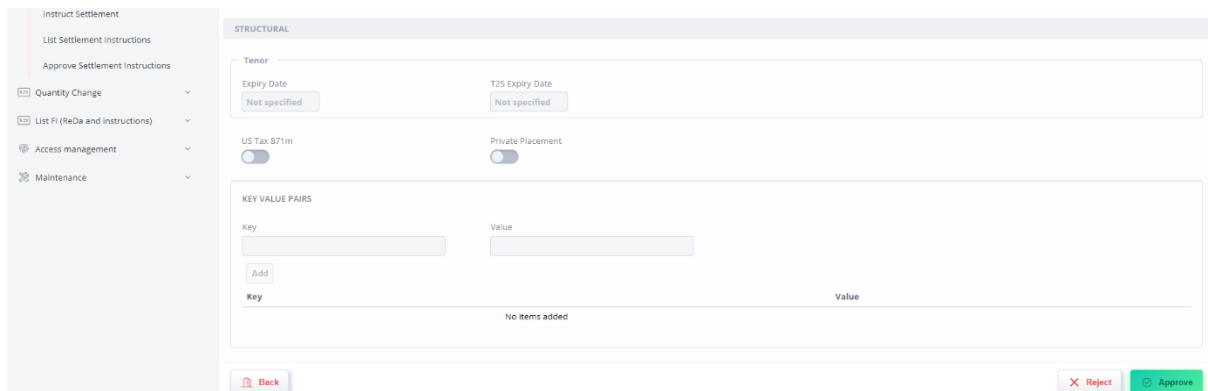 Instruct Settlement
List Settlement Instructions
Approve Settlement Instructions
Quantity Change
List FI (ReDa and instructions)
Access management
Maintenance
STRUCTURAL
Tenor
Expiry Date
T2S Expiry Date
Not specified
Not specified
US Tax 871m
Private Placement
KEY VALUE PAIRS
Key
Value
Add
Key
Value
No items added
Back
Reject
Approve